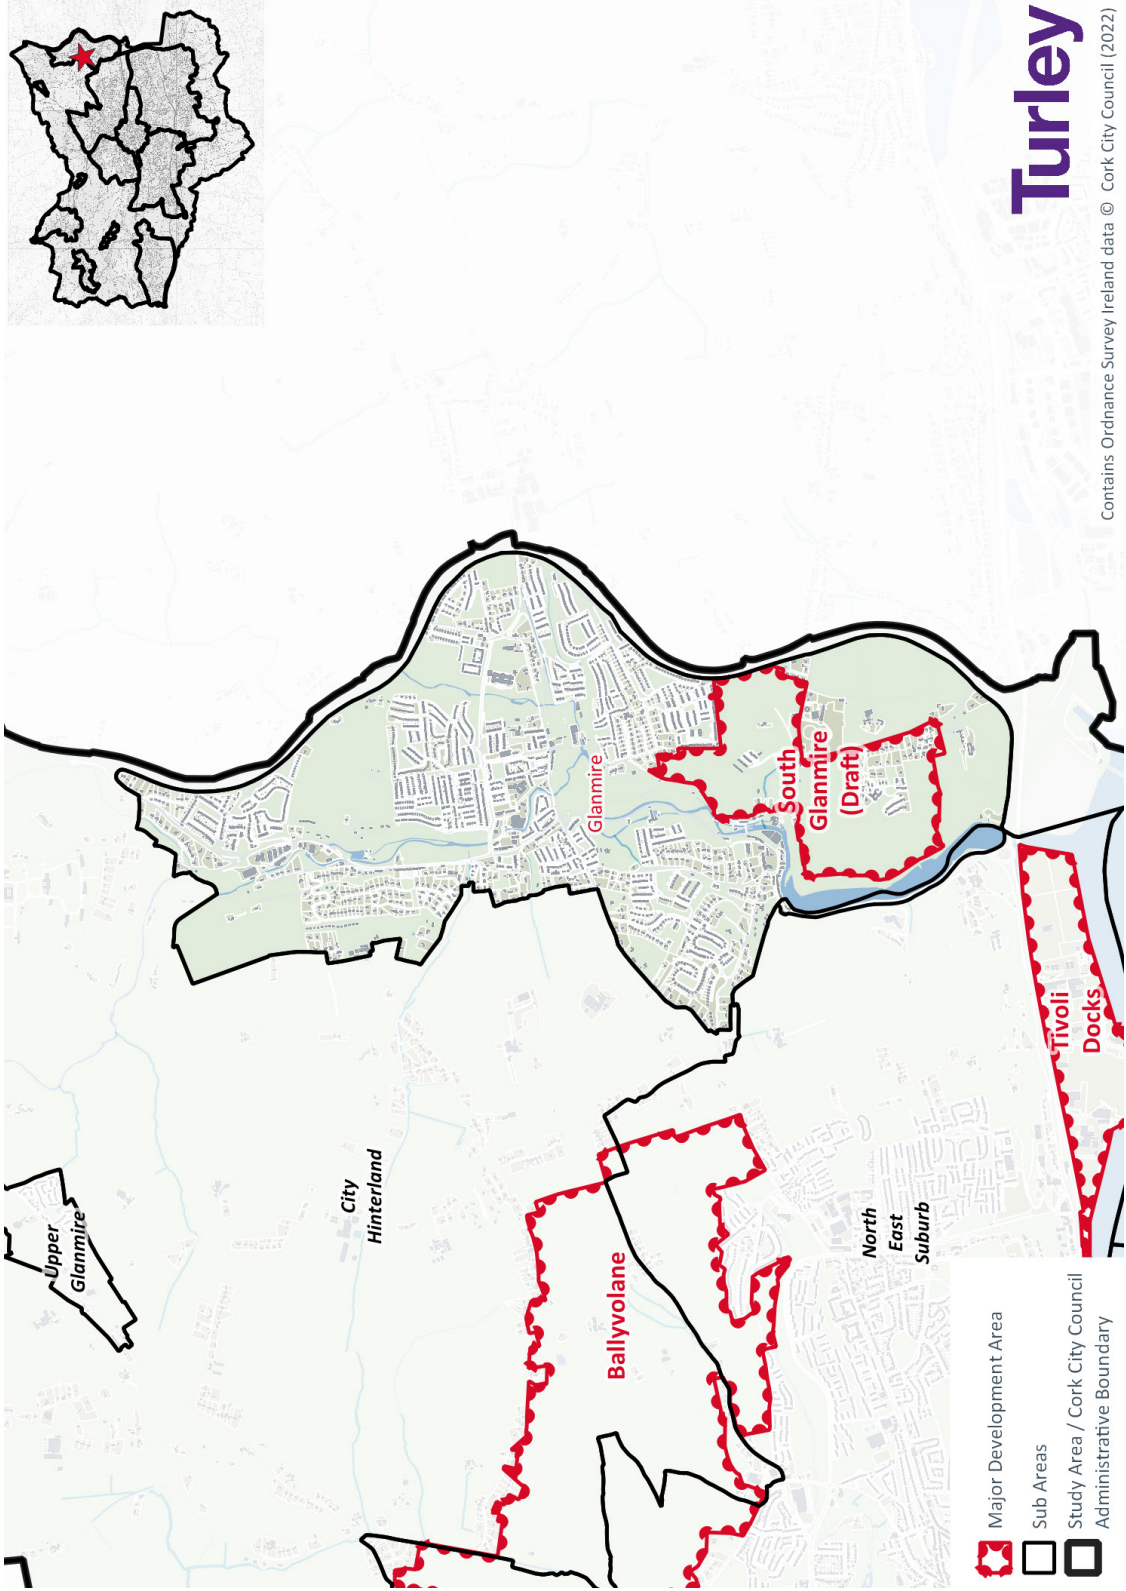 Upper
Glanmire
City
Hinterland
Glanmire
South
Glanmire
(Draft)
Ballyvolane
North
East
Suburb
Tivoli
Docks
Major Development Area
Sub Areas
Study Area / Cork City Council
Administrative Boundary
Turley
Contains Ordnance Survey Ireland data © Cork City Council (2022)